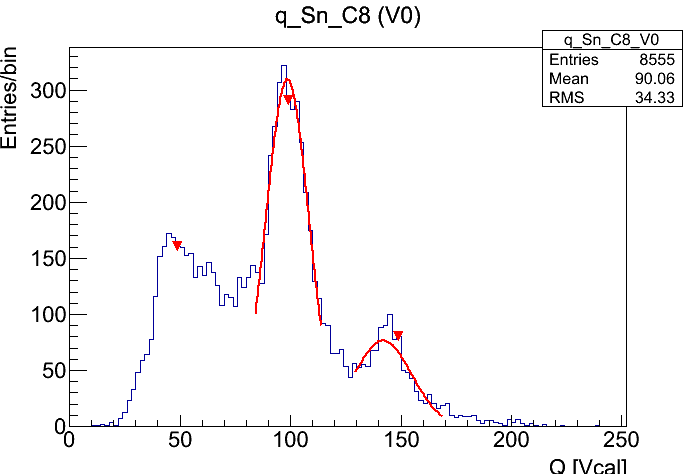 q_Sn_C8 (V0)
q_Sn_C8_V0
Entries 8555
Mean 90.06
RMS 34.33
Entries/bin
300
250
200
150
100
50
0
0 50 100 150 200 250
Q [Vcal]